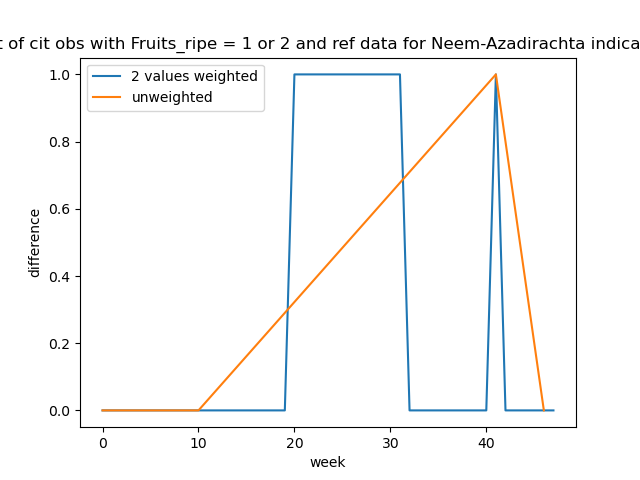 t of cit obs with Fruits_ripe = 1 or 2 and ref data for Neem-Azadirachta indica
2 values weighted
unweighted
1.0
0.8
0.6
0.4
0.2
0.0
difference
0 10 20 30 40
week